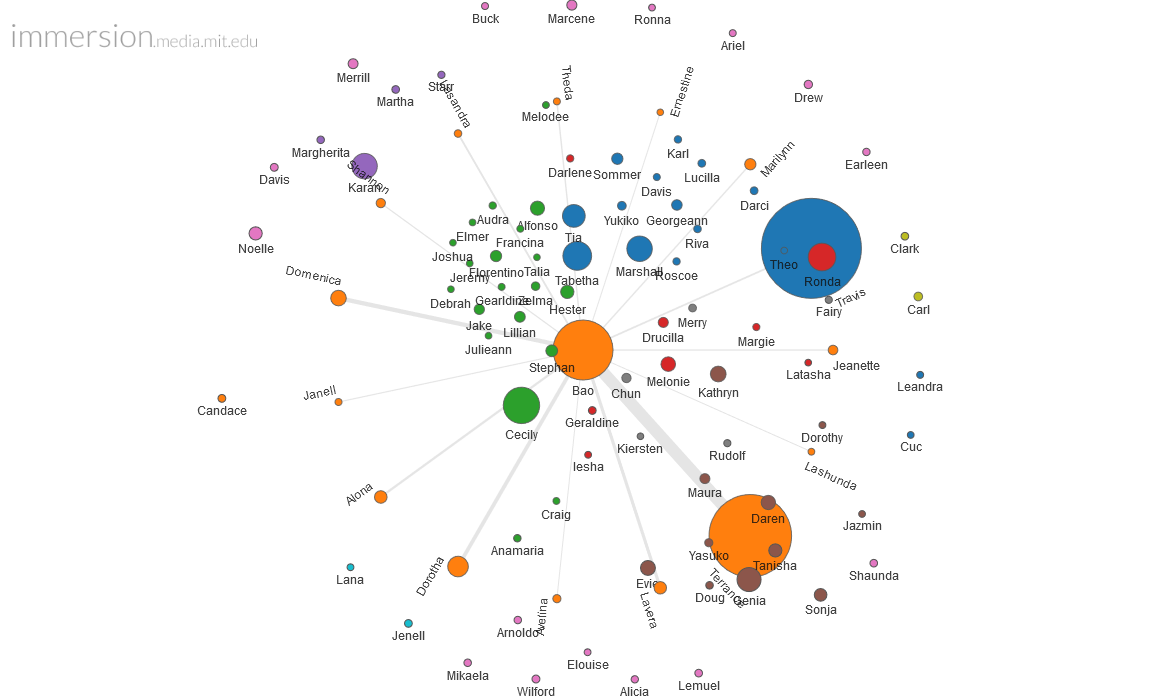 Buck
Marcene
Ronna
immersion.media.mit.edu
Ariel
Merrill
Starr
Theda
Ernestine
Drew
Martha
Vasandra
Melodee
Margherita
Karl
Marilynn
Earleen
Davis
Shannon
Karan
Darlene
Sommer
Lucilla
Davis
Darci
Audra
Alfonso
Yukiko
Georgeann
Noelle
Elmer
Francina
Tia
Riva
Clark
Joshua
Florentino
Talia
Tabetha
Marshall
Roscoe
Theo
Ronda
Domerica
Jeremy
Debrah
Gearldine
Zelma
Hester
Travis
Fairy
Carl
Jake
Lillian
Merry
Julieann
Drucilla
Margie
Stephan
Jeanette
Latasha
Janell
Bao
Chun
Melonie
Kathryn
Leandra
Candace
Cecily
Geraldine
Dorothy
Cuc
Kiersten
Rudolf
Iesha
Lashunda
Alona
Maura
Craig
Daren
Jazmin
Anamaria
Yasuko
Tanisha
Lana
Dorotha
Evie
Terrance
Shaunda
Doug
Genia
Sonja
Lavera
Avelina
Arnoldo
Jenell
Elouise
Mikaela
Wilford
Alicia
Lemuel